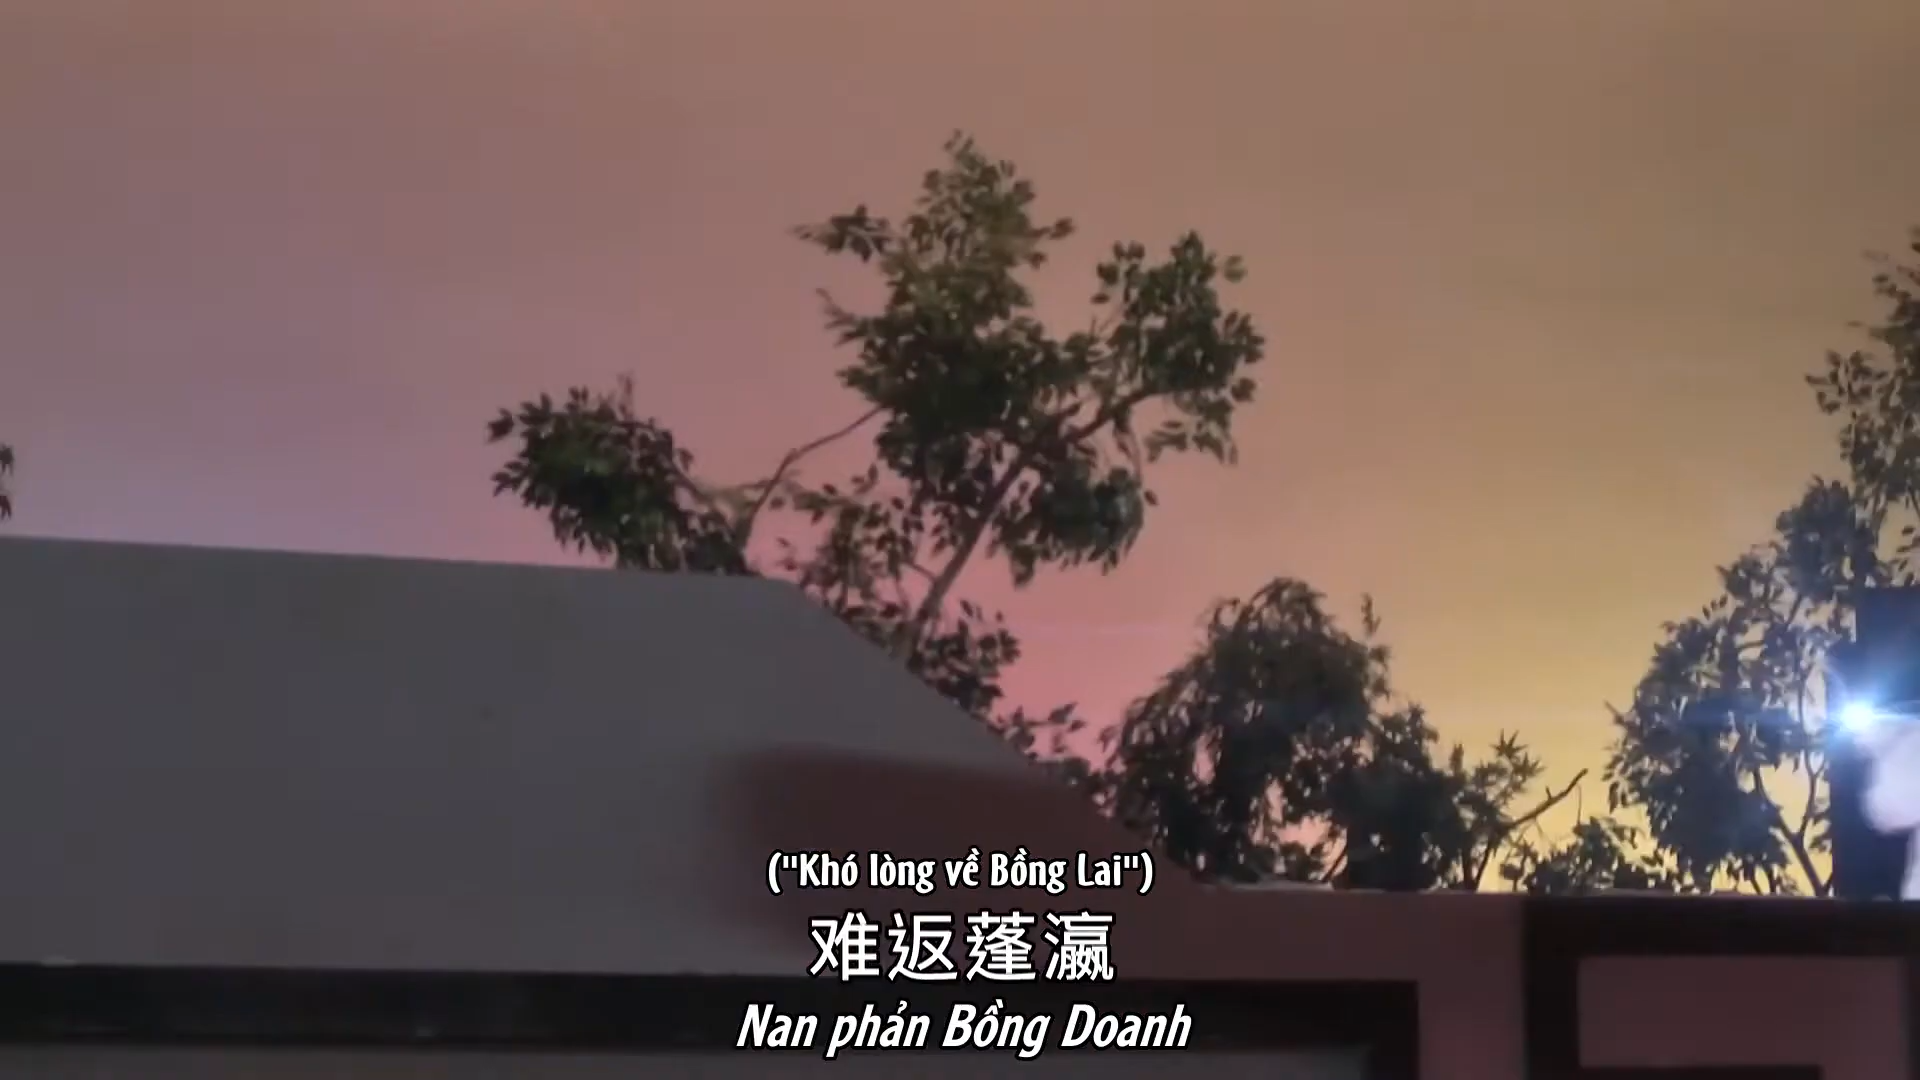 ("Khó lòng về Bồng Lai")
难返蓬瀛
Nan phản Bồng Doanh